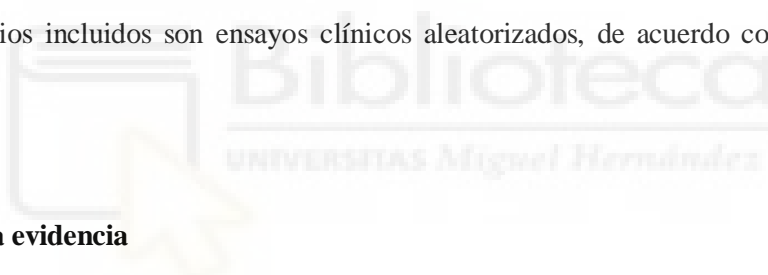 ios incluidos son ensayos clínicos aleatorizados, de acuerdo co
Biblioteca
UNIVERSITAS Miguel Hernández
a evidencia